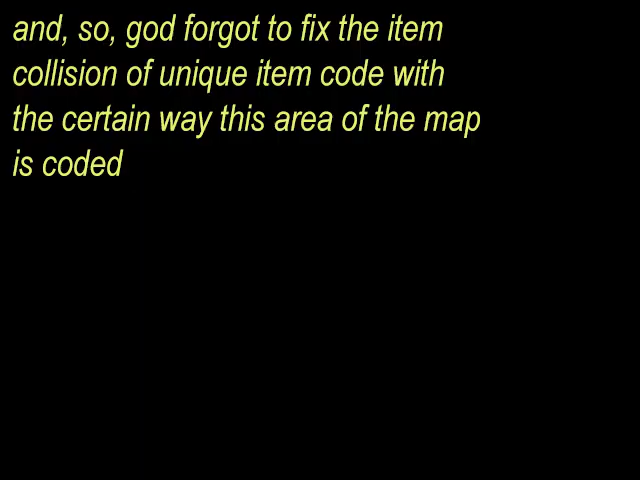 and, so, god forgot to fix the item
collision of unique item code with
the certain way this area of the map
is coded